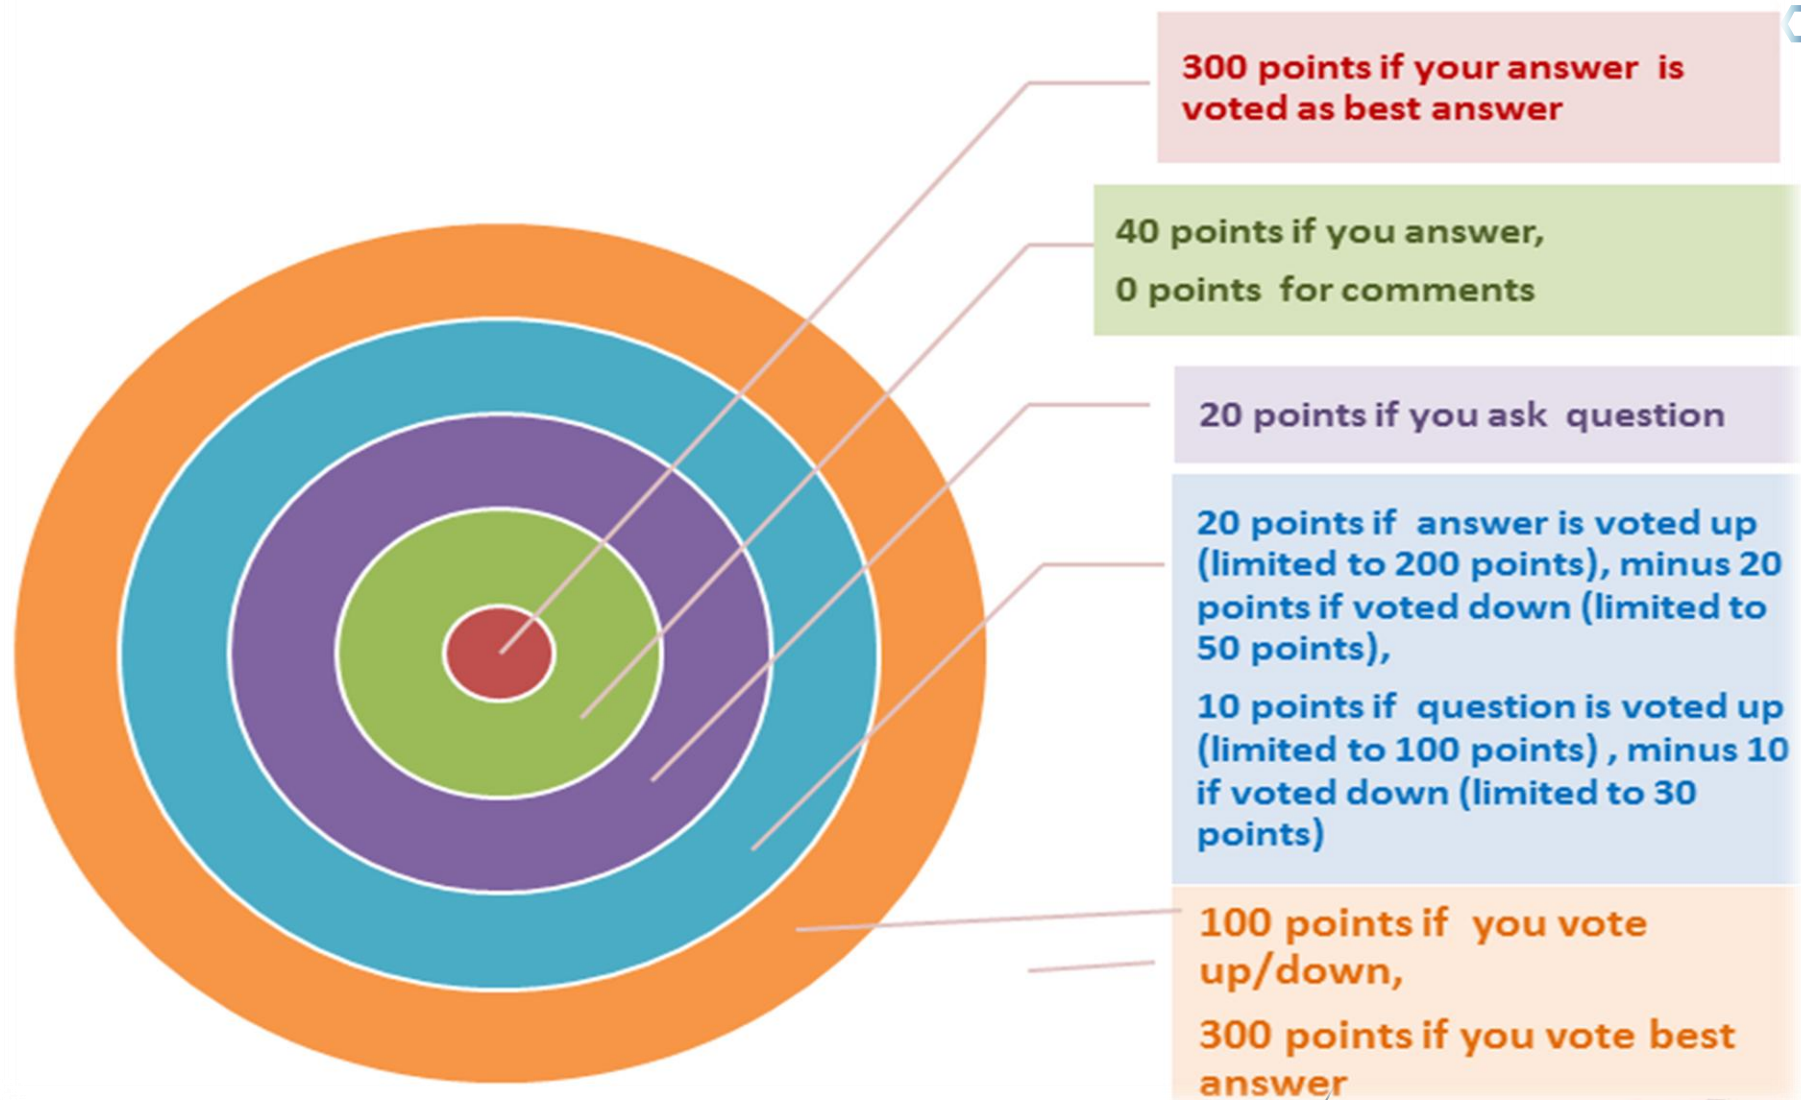 300 points if your answer is
voted as best answer
40 points if you answer,
0 points for comments
20 points if you ask question
20 points if answer is voted up
(limited to 200 points), minus 20
points if voted down (limited to
50 points),
10 points if question is voted up
(limited to 100 points) , minus 10
if voted down (limited to 30
points)
100 points if you vote
up/down,
300 points if you vote best
answer